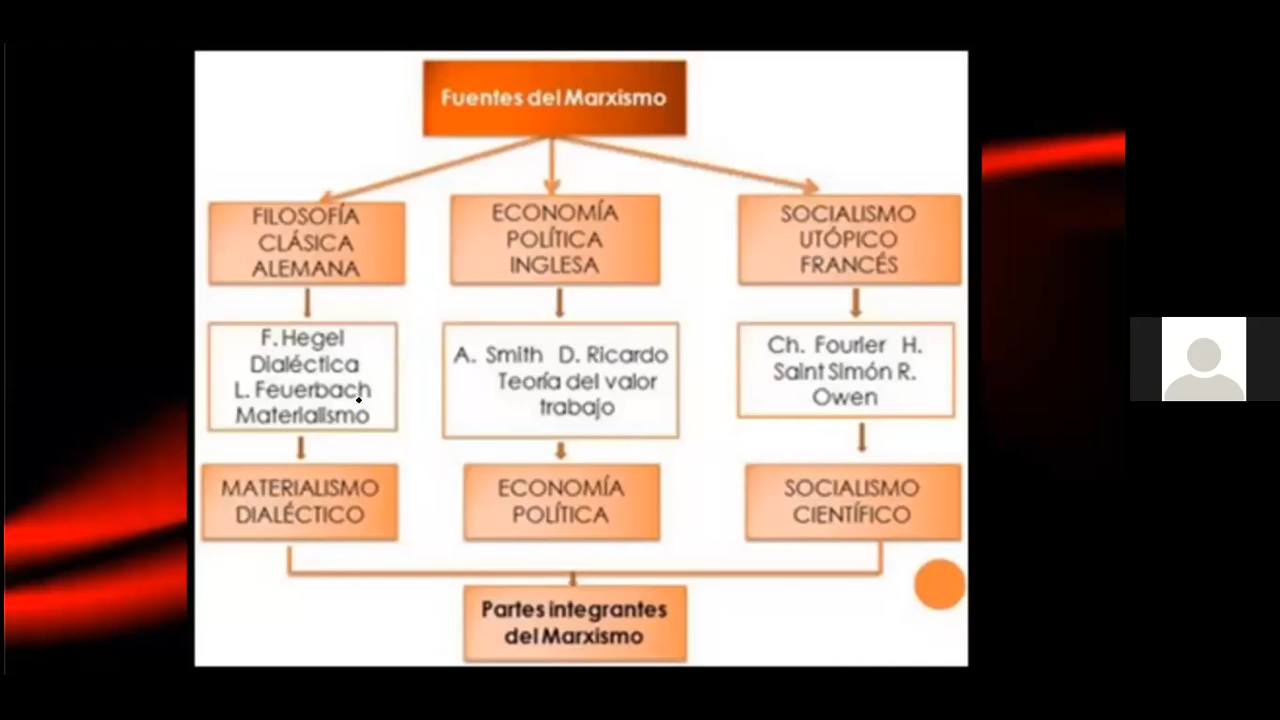 Fuentes del Marxismo
FILOSOFÍA
CLÁSICA
ALEMANA
ECONOMÍA
POLÍTICA
INGLESA
SOCIALISMO
UTÓPICO
FRANCÉS
F. Hegel
Dialéctica
L. Feuerbach
Materialismo
A. Smith D. Ricardo
Teoría del valor
trabajo
Ch. Fourier H.
Saint Simón R.
Owen
MATERIALISMO
DIALÉCTICO
ECONOMÍA
POLÍTICA
SOCIALISMO
CIENTÍFICO
Partes integrantes
del Marxismo